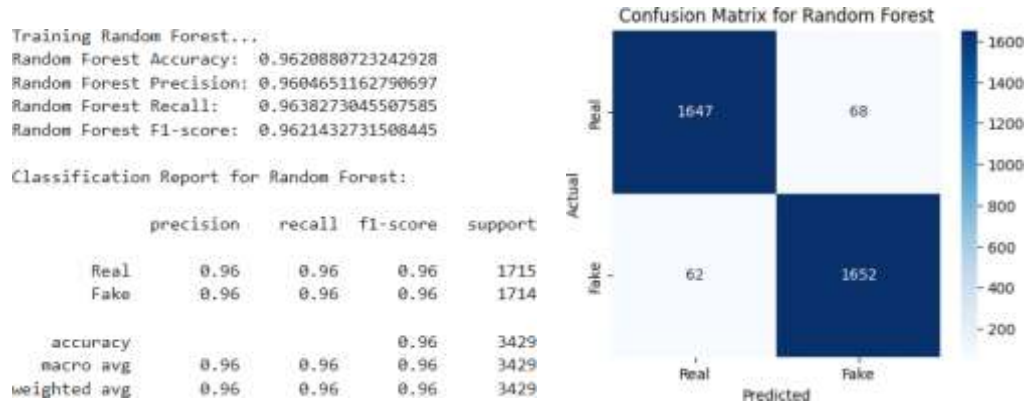 Training Random Forest...
Random Forest Accuracy: 0.9620880723242928
Random Forest Precision: 0.9604651162790697
Random Forest Recall: 0.9638273045507585
Random Forest F1-score: 0.9621432731508445
Classification Report for Random Forest:
precision recall f1-score support
Real 0.96 0.96 0.96 1715
Fake 0.96 0.96 0.96 1714
accuracy 0.96 3429
macro avg 0.96 0.96 0.96 3429
weighted avg 0.96 0.96 0.96 3429
Confusion Matrix for Random Forest
Actual
Real
Fake
1647 68
62 1652
Real Fake
Predicted
1600
1400
1200
1000
800
600
400
200